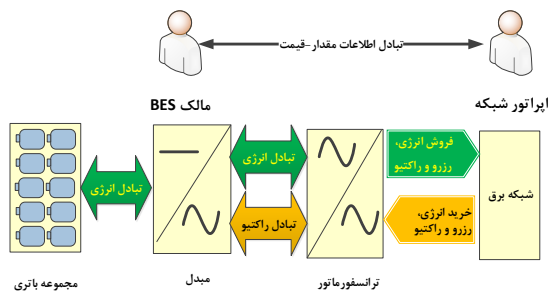 تبادل اطلاعات مقدار-قیمت
اپراتور شبکه
مالک BES
فروش انرژی،
رزرو و راکتیو
تبادل انرژی
تبادل انرژی
شبکه برق
خرید انرژی،
رزرو و راکتیو
تبادل راکتیو
ترانسفورماتور
مبدل
مجموعه باتری